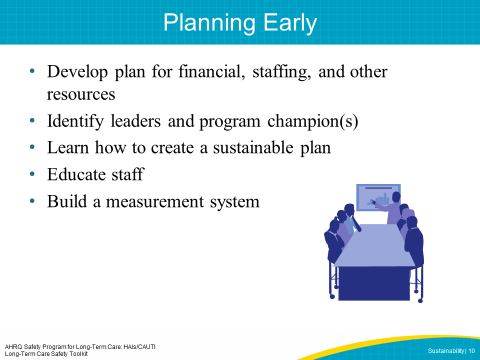 Planning Early
• Develop plan for financial, staffing, and other
resources
• Identify leaders and program champion(s)
• Learn how to create a sustainable plan
• Educate staff
• Build a measurement system
AHRQ Safety Program for Long-Term Care: HAIs/CAUTI
Long-Term Care Safety Toolkit
Sustainability | 10